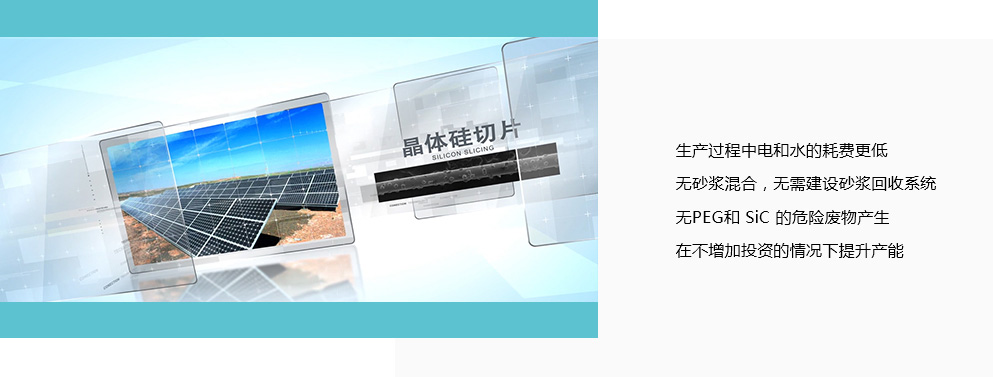 晶体硅切片
SILICON SLICING
生产过程中电和水的耗费更低
无砂浆混合，无需建设砂浆回收系统
无PEG和 SiC 的危险废物产生
在不增加投资的情况下提升产能